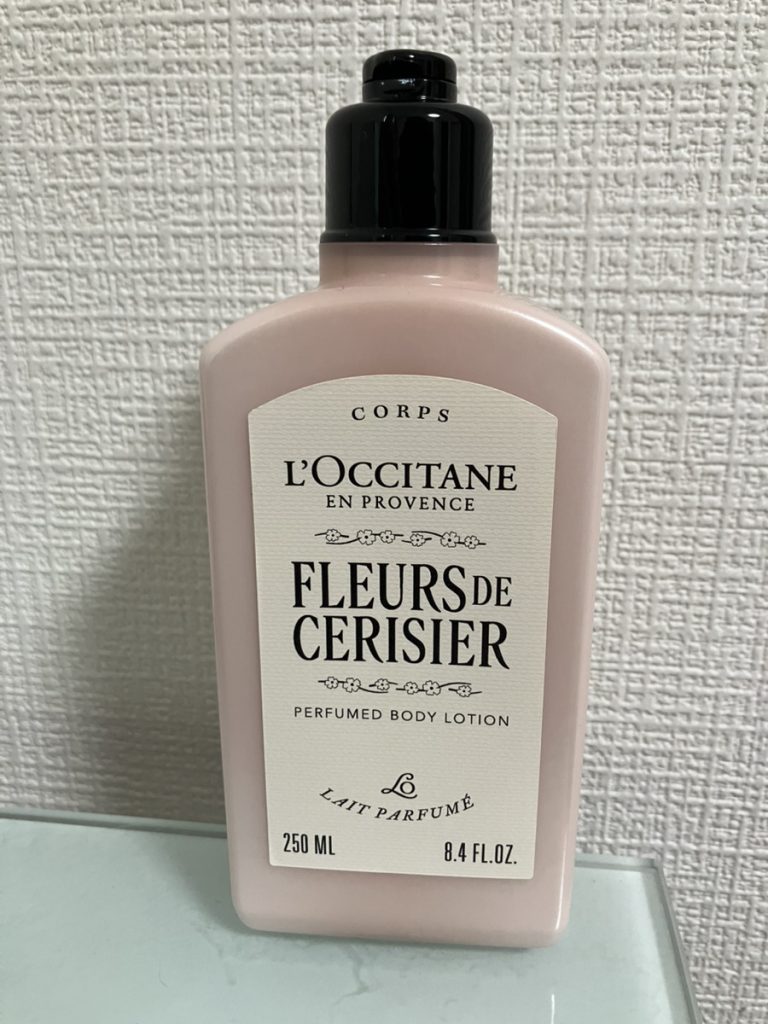 CORPS
L'OCCITANE
EN PROVENCE
FLEURS DE
CERISIER
PERFUMED BODY LOTION
LO
LAIT PARFUMÉ
250 ML 8.4 FL.OZ.